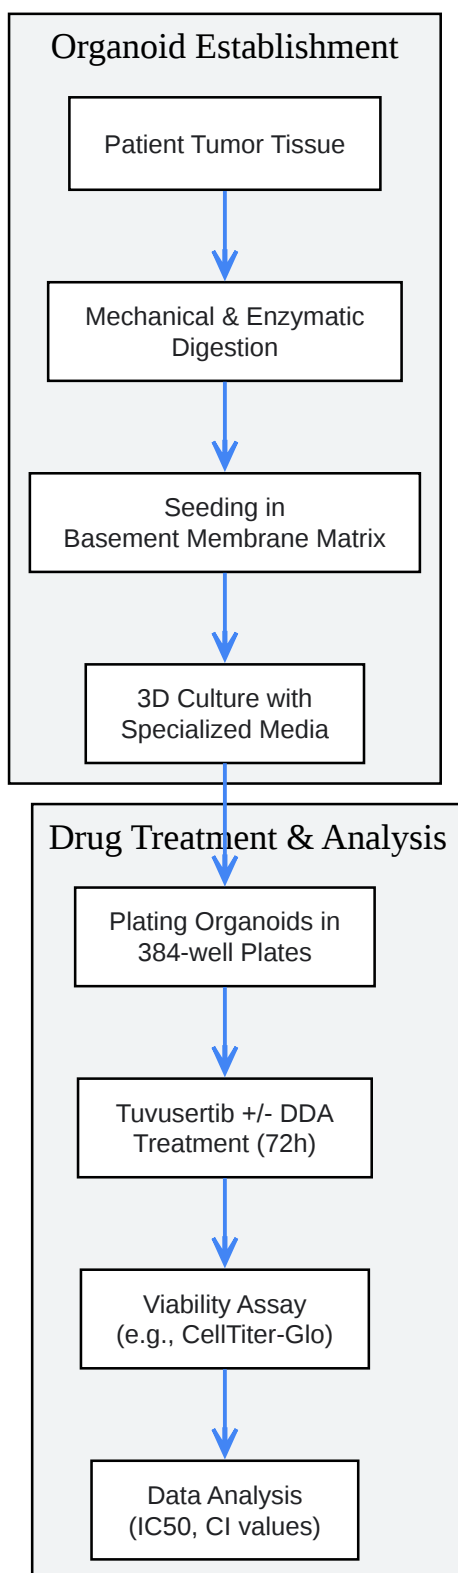 Organoid Establishment
Patient Tumor Tissue
Mechanical & Enzymatic
Digestion
Seeding in
Basement Membrane Matrix
3D Culture with
Specialized Media
Drug Treatment & Analysis
Plating Organoids in
384-well Plates
Tuvusertib +/- DDA
Treatment (72h)
Viability Assay
(e.g., CellTiter-Glo)
Data Analysis
(IC50, CI values)